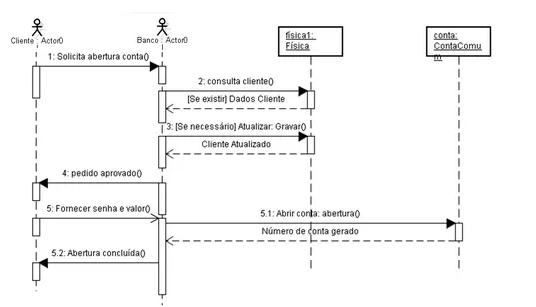 Cliente : Actor0
Banco : Actor0
física1:
Física
conta:
ContaComu
m
1: Solicita abertura conta()
2: consulta cliente()
[Se existir] Dados Cliente
3: [Se necessário] Atualizar: Gravar()
Cliente Atualizado
4: pedido aprovado()
5: Fornecer senha e valor()
5.1: Abrir conta: abertura()
Número de conta gerado
5.2: Abertura concluída()